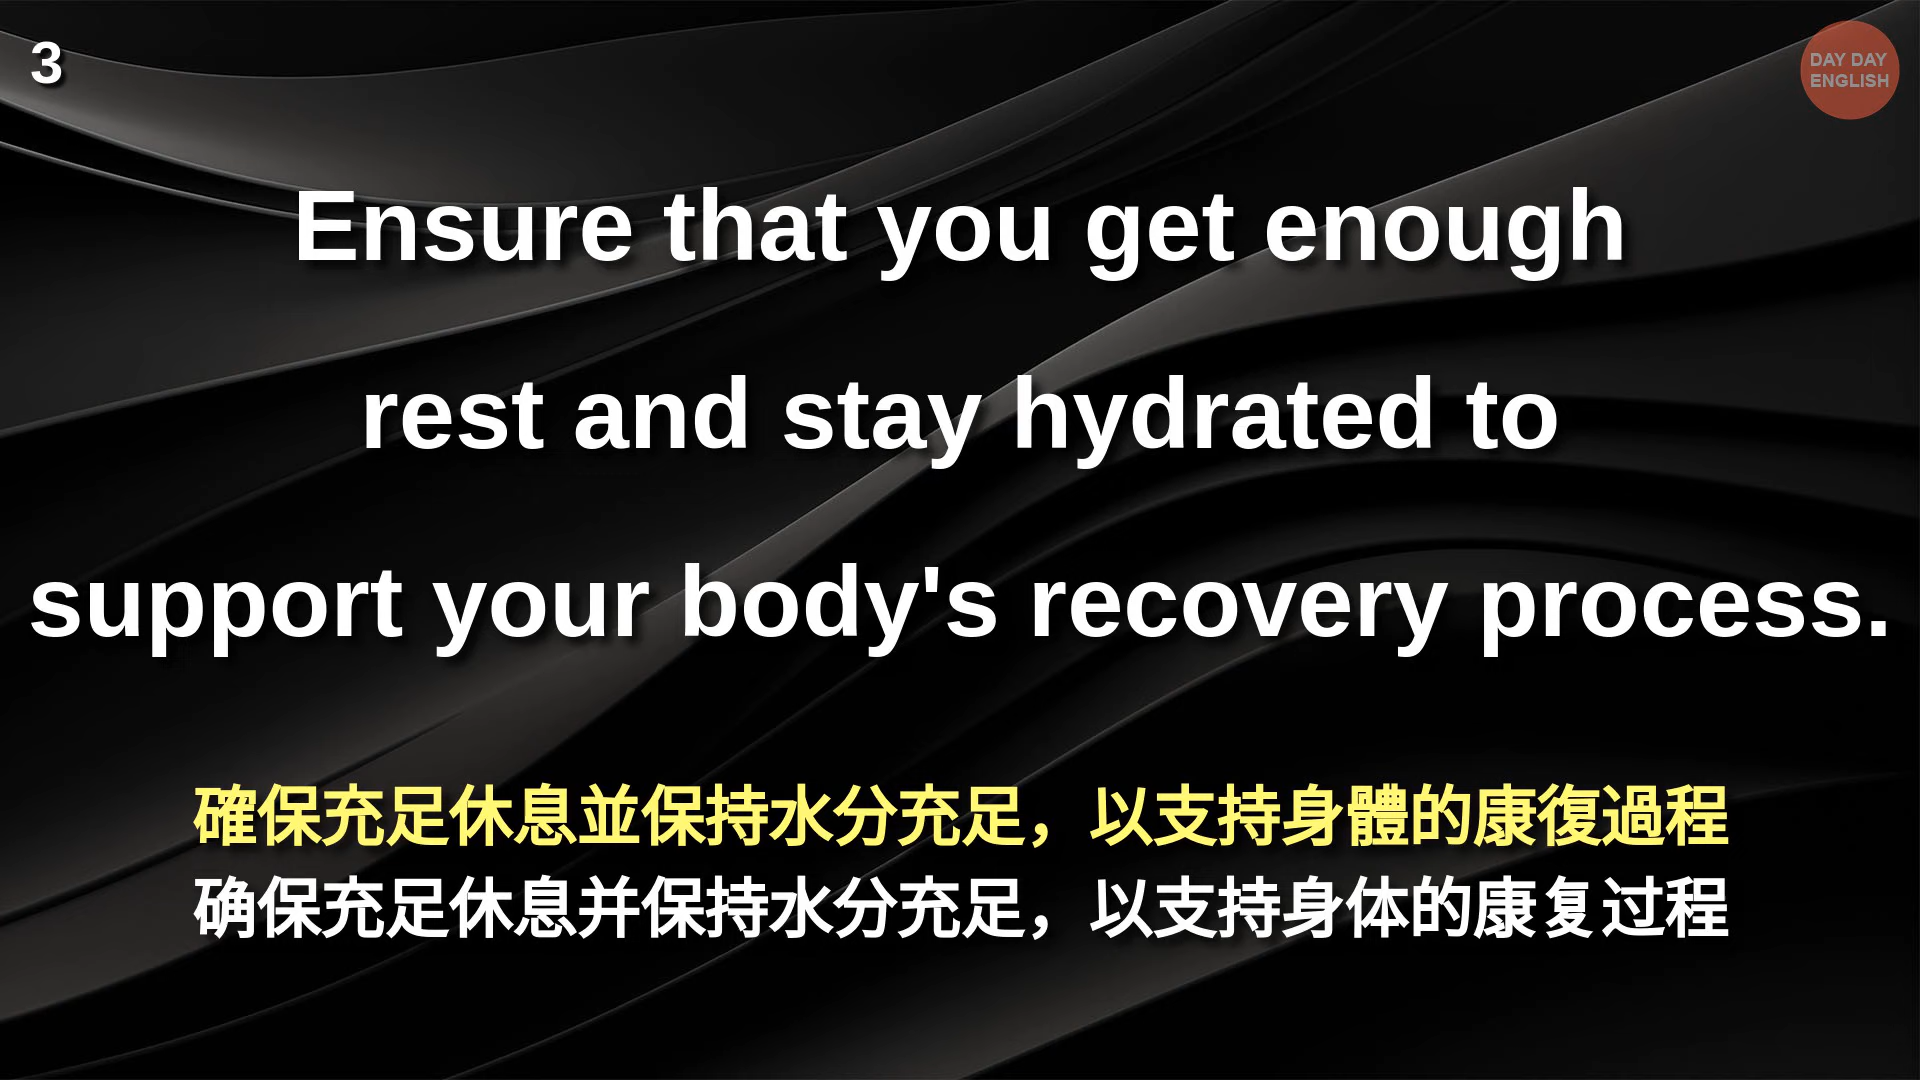 3
DAY DAY
ENGLISH
Ensure that you get enough
rest and stay hydrated to
support your body's recovery process.
確保充足休息並保持水分充足，以支持身體的康復過程
确保充足休息并保持水分充足，以支持身体的康复过程